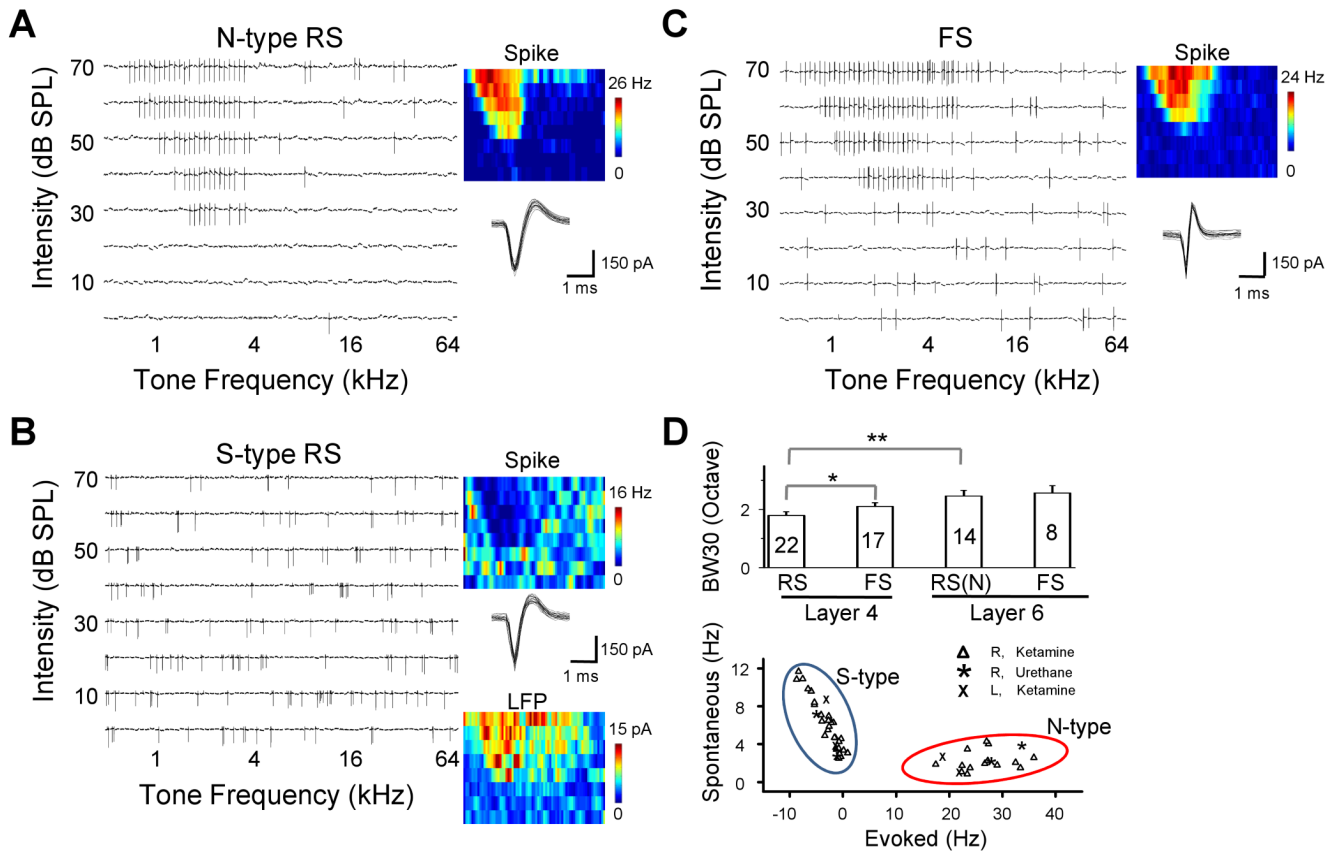 A
N-type RS
Intensity (dB SPL)
70
50
30
10
1 4 16 64
Tone Frequency (kHz)
Spike
26 Hz
0
150 pA
1 ms
C
FS
Intensity (dB SPL)
70
50
30
10
1 4 16 64
Tone Frequency (kHz)
Spike
24 Hz
0
150 pA
1 ms
B
S-type RS
Intensity (dB SPL)
70
50
30
10
1 4 16 64
Tone Frequency (kHz)
Spike
16 Hz
0
150 pA
1 ms
LFP
15 pA
0
D
**
*
BW30 (Octave)
2
0
22 17 14 8
RS FS RS(N) FS
Layer 4 Layer 6
Spontaneous (Hz)
12
8
4
0
S-type
R, Ketamine
* R, Urethane
x L, Ketamine
N-type
-10 0 10 20 30 40
Evoked (Hz)